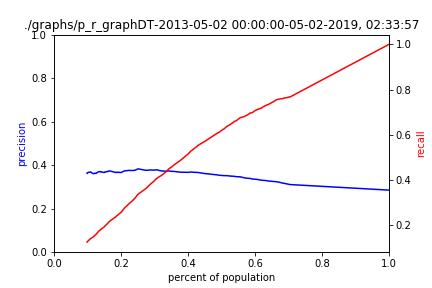 ./graphs/p_r_graphDT-2013-05-02 00:00:00-05-02-2019, 02:33:57
1.0
0.8
0.6
0.4
0.2
0.0
precision
1.0
0.8
0.6
0.4
0.2
recall
0.0 0.2 0.4 0.6 0.8 1.0
percent of population